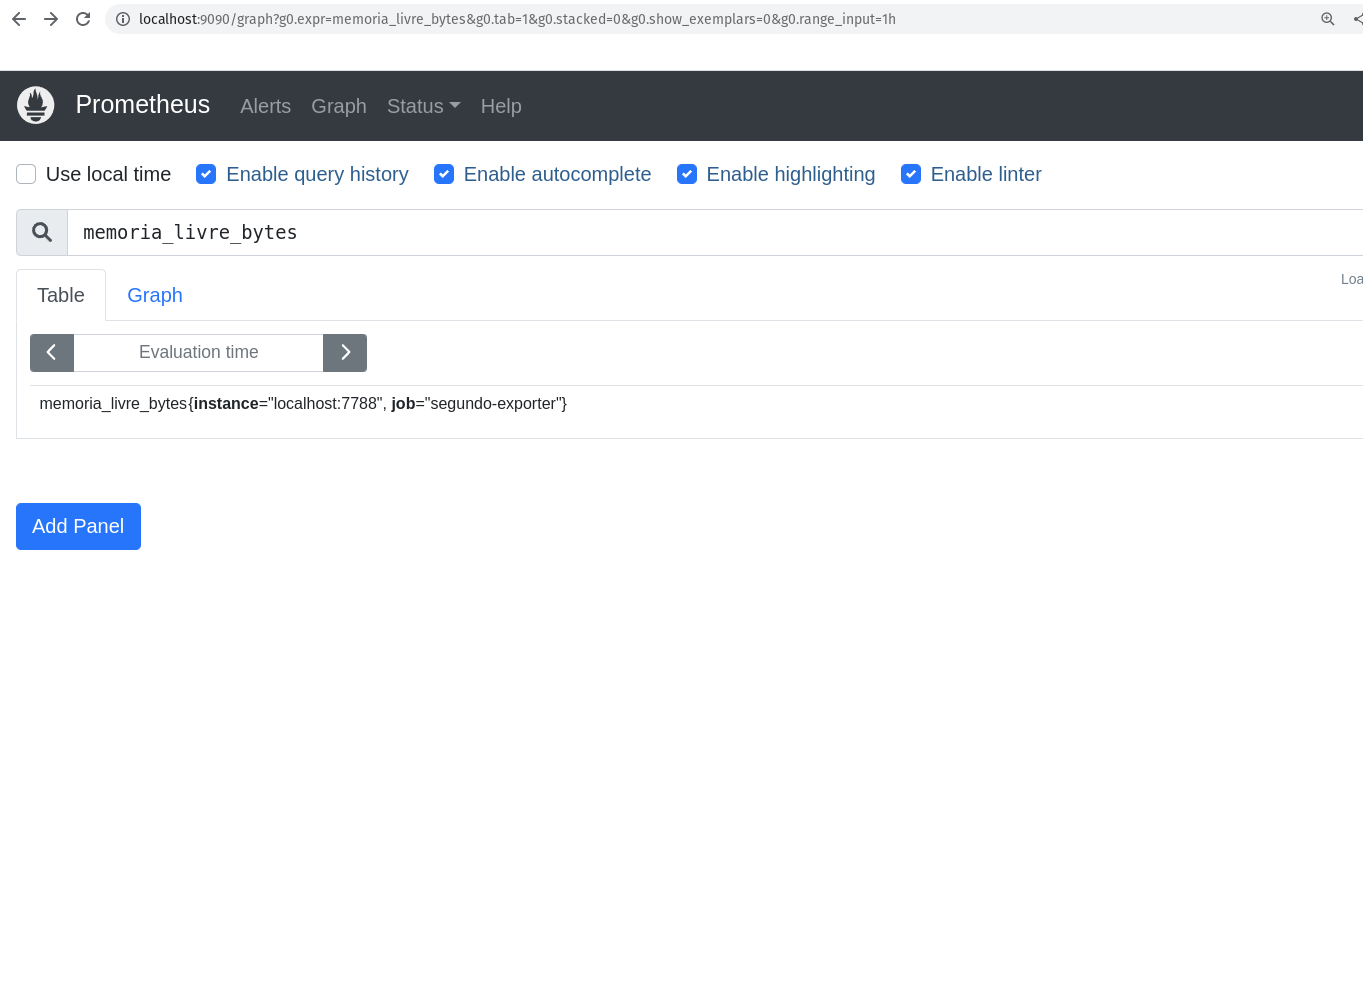 localhost:9090/graph?g0.expr=memoria_livre_bytes&g0.tab=1&g0.stacked=0&g0.show_exemplars=0&g0.range_input=1h
Prometheus Alerts Graph Status Help
Use local time Enable query history Enable autocomplete Enable highlighting Enable linter
memoria_livre_bytes
Loa
Table Graph
Evaluation time
memoria_livre_bytes{instance="localhost:7788", job="segundo-exporter"}
Add Panel